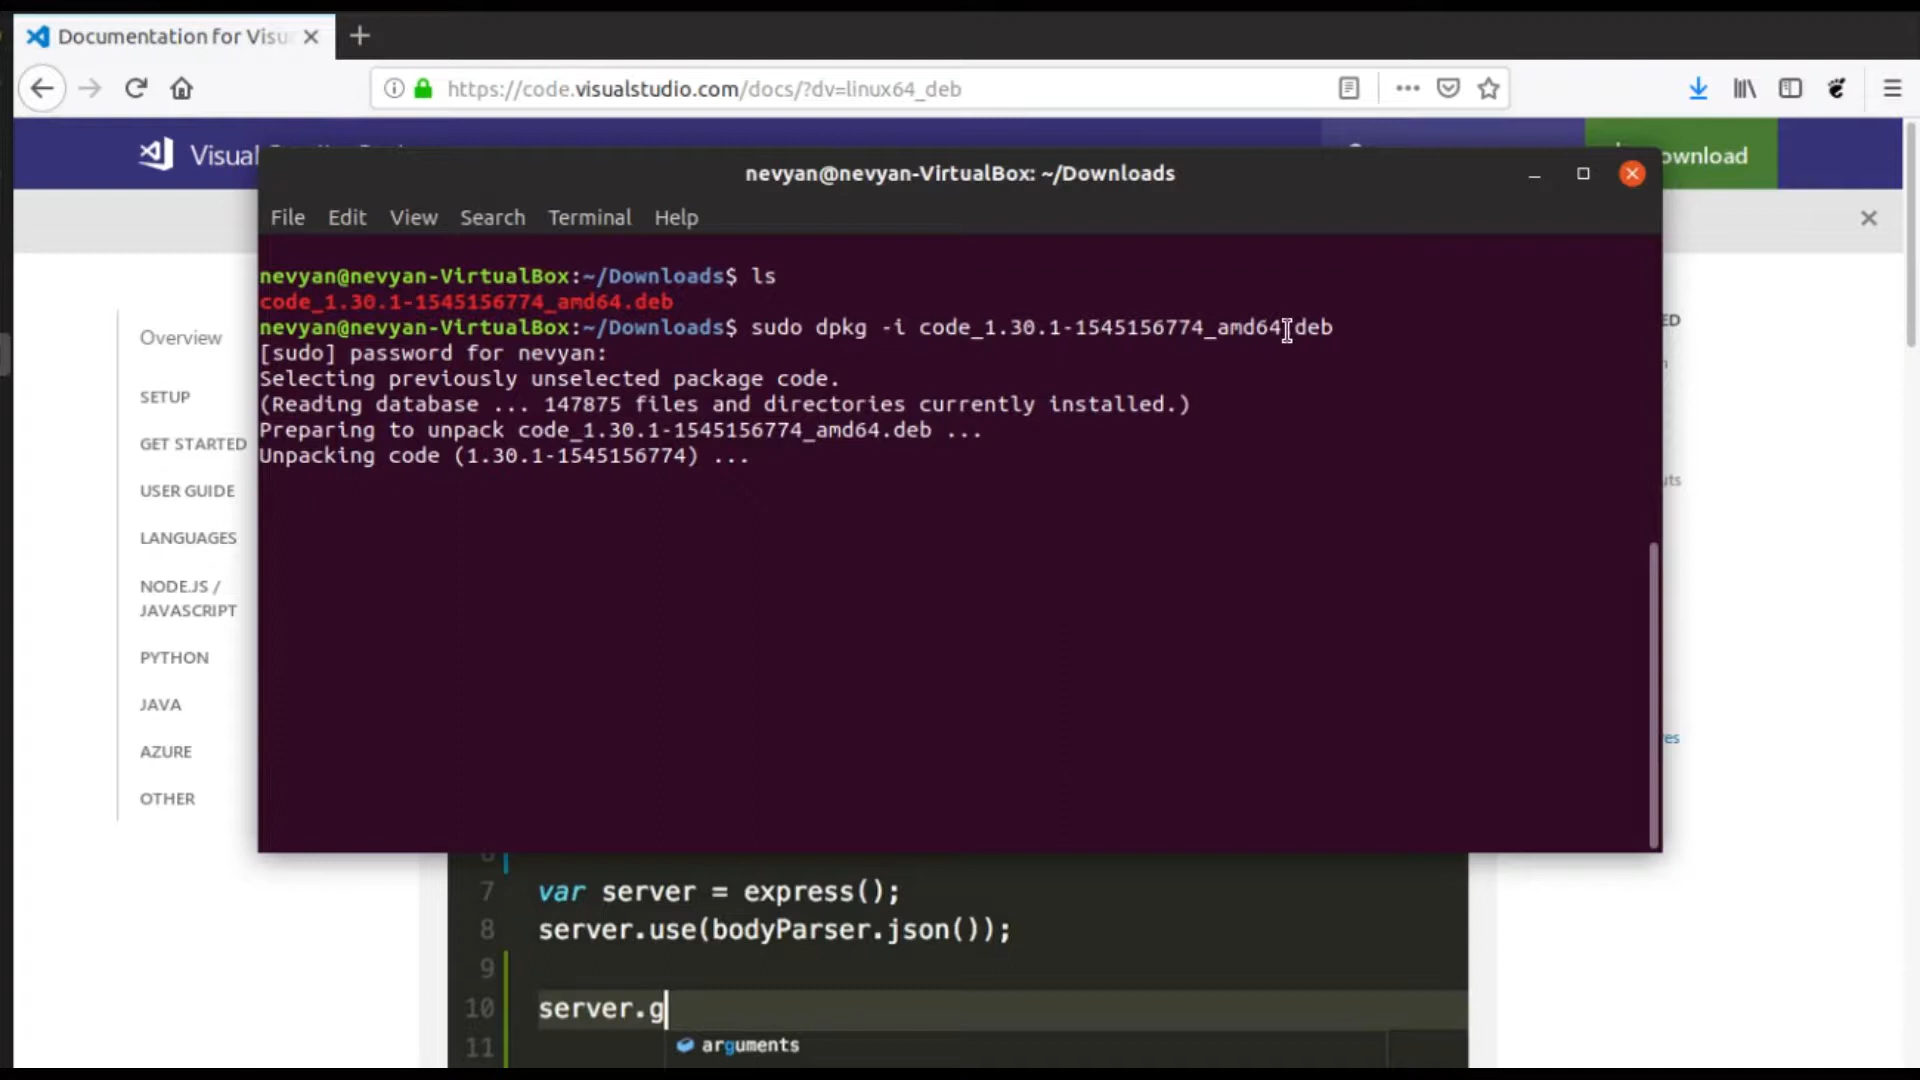 Documentation for Visu
https://code.visualstudio.com/docs/?dv=linux64_deb
Visual
ownload
nevyan@nevyan-VirtualBox: ~/Downloads
File Edit View Search Terminal Help
nevyan@nevyan-VirtualBox:~/Downloads$ ls
code_1.30.1-1545156774_amd64.deb
nevyan@nevyan-VirtualBox:~/Downloads$ sudo dpkg -i code_1.30.1-1545156774_amd64.deb
[sudo] password for nevyan:
Selecting previously unselected package code.
(Reading database ... 147875 files and directories currently installed.)
Preparing to unpack code_1.30.1-1545156774_amd64.deb ...
Unpacking code (1.30.1-1545156774) ...
Overview
SETUP
GET STARTED
USER GUIDE
LANGUAGES
NODE.JS /
JAVASCRIPT
PYTHON
JAVA
AZURE
OTHER
ED
uts
es
7 var server = express();
8 server.use(bodyParser.json());
9
10 server.g
11
arguments